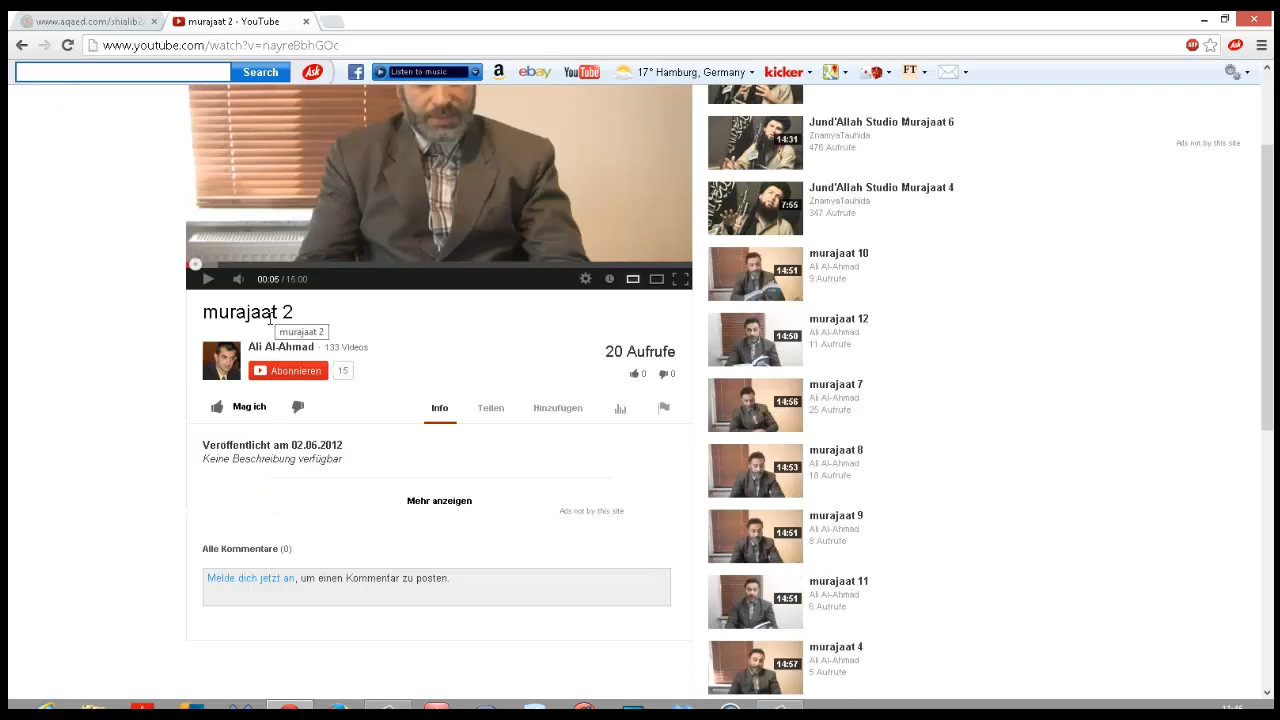 www.aqaed.com/shialib2
murajaat 2 - YouTube
www.youtube.com/watch?v=nayreBbhGOc
Search
Ask
Listen to music
a
ebay
YouTube
17° Hamburg, Germany
kicker
FT
Ask
ABP
14:31
Jund'Allah Studio Murajaat 6
ZnamyaTauhida
476 Aufrufe
Ads not by this site
7:55
Jund'Allah Studio Murajaat 4
ZnamyaTauhida
347 Aufrufe
14:51
murajaat 10
Ali Al-Ahmad
9 Aufrufe
00:05 / 15:00
murajaat 2
murajaat 2
Ali Al-Ahmad · 133 Videos
Abonnieren
15
20 Aufrufe
0
0
Mag ich
Info
Teilen
Hinzufügen
Veröffentlicht am 02.06.2012
Keine Beschreibung verfügbar
Mehr anzeigen
Ads not by this site
Alle Kommentare (0)
Melde dich jetzt an, um einen Kommentar zu posten.
14:50
murajaat 12
Ali Al-Ahmad
11 Aufrufe
14:56
murajaat 7
Ali Al-Ahmad
25 Aufrufe
14:53
murajaat 8
Ali Al-Ahmad
18 Aufrufe
14:51
murajaat 9
Ali Al-Ahmad
8 Aufrufe
14:51
murajaat 11
Ali Al-Ahmad
6 Aufrufe
14:57
murajaat 4
Ali Al-Ahmad
5 Aufrufe